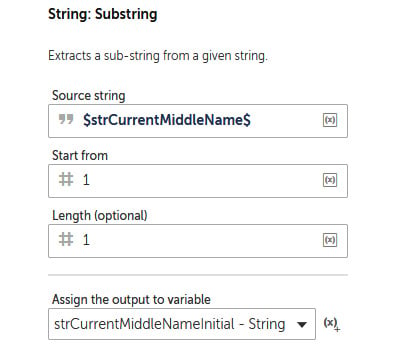 String: Substring
Extracts a sub-string from a given string.
Source string
" $strCurrentMiddleName$ (x)
Start from
# 1 (x)
Length (optional)
# 1 (x)
Assign the output to variable
strCurrentMiddleNameInitial - String (x)+